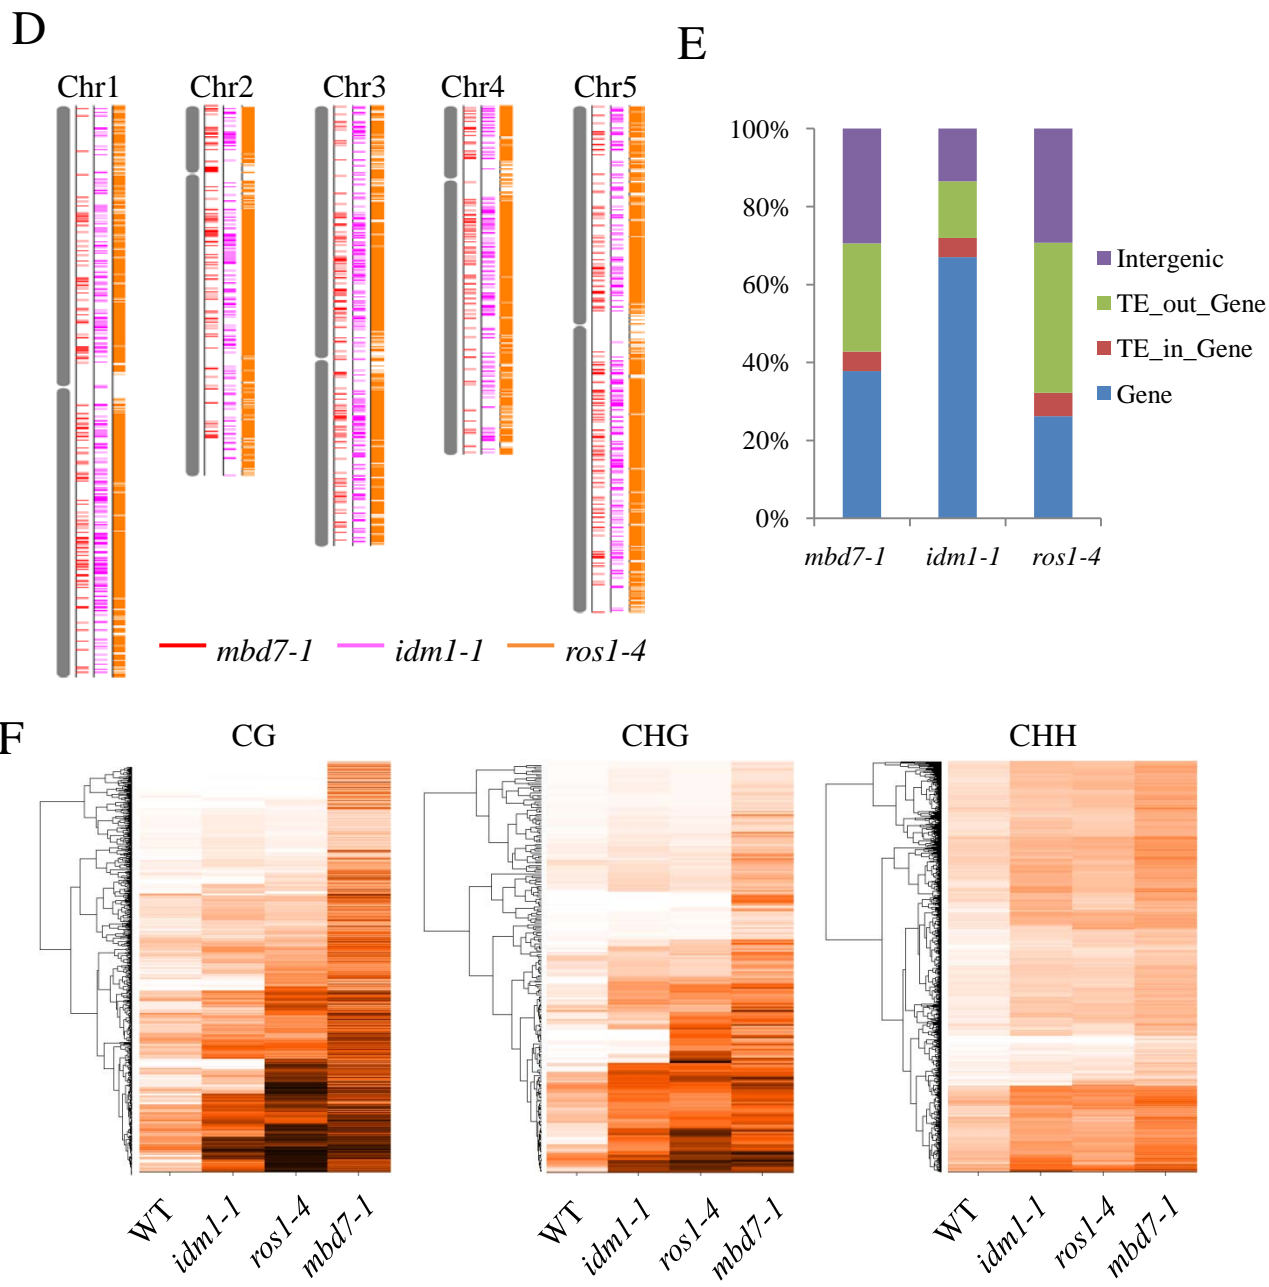 D
Chr1 Chr2 Chr3 Chr4 Chr5
mbd7-1 idm1-1 ros1-4
E
100%
80%
60%
40%
20%
0%
mbd7-1 idm1-1 ros1-4
Intergenic
TE_out_Gene
TE_in_Gene
Gene
F
CG CHG CHH
WT idm1-1 ros1-4 mbd7-1
WT idm1-1 ros1-4 mbd7-1
WT idm1-1 ros1-4 mbd7-1